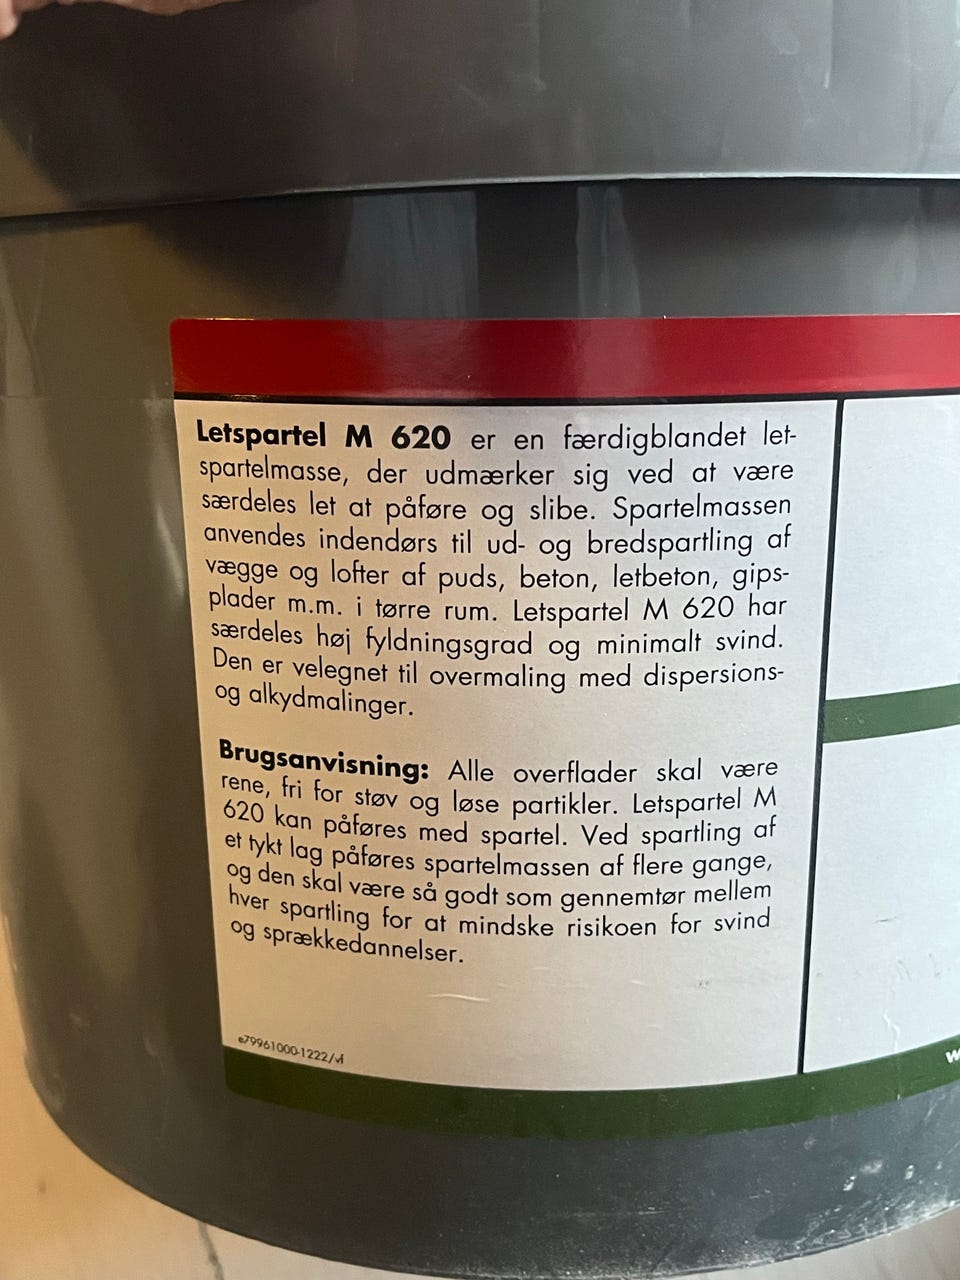 Letspartel M 620 er en færdigblandet let-
spartelmasse, der udmærker sig ved at være
særdeles let at påføre og slibe. Spartelmassen
anvendes indendørs til ud- og bredspartling af
vægge og lofter af puds, beton, letbeton, gips-
plader m.m. i tørre rum. Letspartel M 620 har
særdeles høj fyldningsgrad og minimalt svind.
Den er velegnet til overmaling med dispersions-
og alkydmalinger.
Brugsanvisning: Alle overflader skal være
rene, fri for støv og løse partikler. Letspartel M
620 kan påføres med spartel. Ved spartling af
et tykt lag påføres spartelmassen af flere gange,
og den skal være så godt som gennemtør mellem
hver spartling for at mindske risikoen for svind
og sprækkedannelser.
e79961000-1222/vf